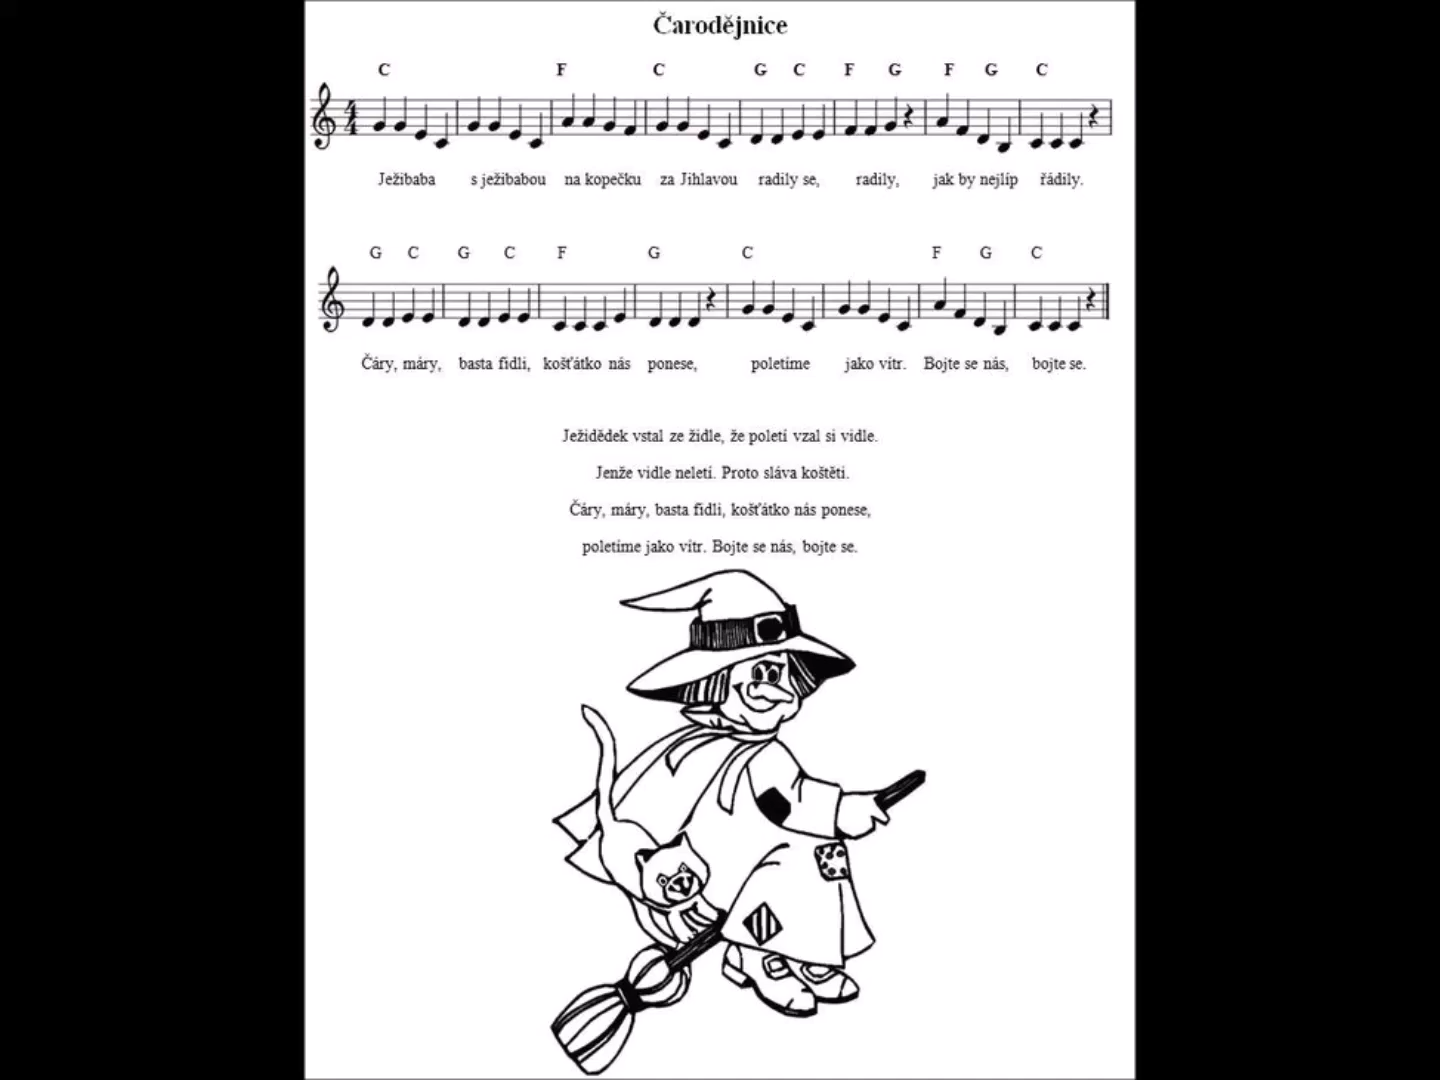 Čarodějnice
C F C G C F G F G C
4
4
Ježibaba s ježibabou na kopečku za Jihlavou radily se, radily, jak by nejlíp řádily.
G C G C F G C F G C
Čáry, máry, basta fidli, košťátko nás ponese, poletíme jako vítr. Bojte se nás, bojte se.
Ježidědek vstal ze židle, že poletí vzal si vidle.
Jenže vidle neletí. Proto sláva koštěti.
Čáry, máry, basta fidli, košťátko nás ponese,
poletíme jako vítr. Bojte se nás, bojte se.